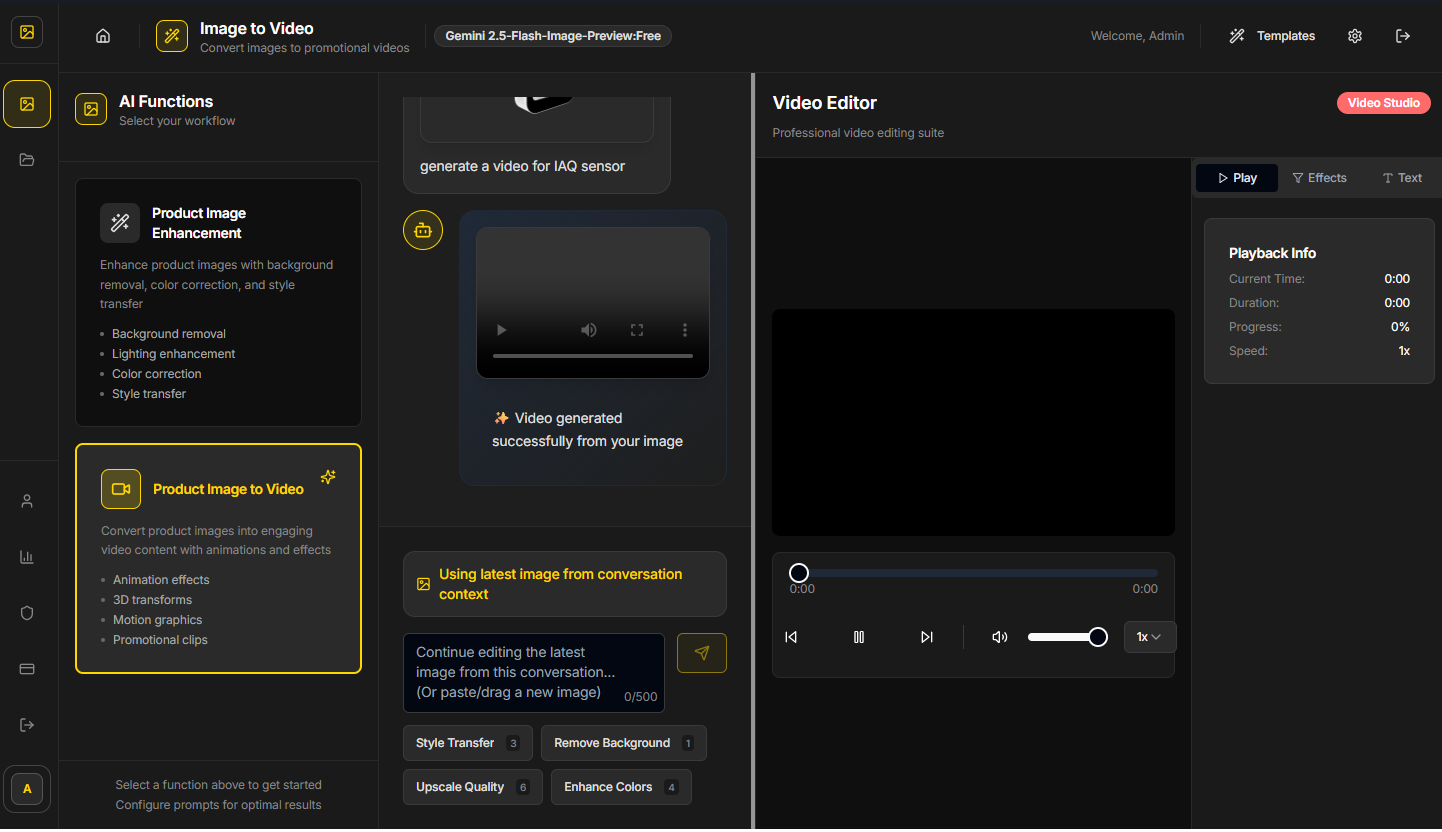 Image to Video
Convert images to promotional videos
Gemini 2.5-Flash-Image-Preview:Free
Welcome, Admin
Templates
AI Functions
Select your workflow
Product Image
Enhancement
Enhance product images with background
removal, color correction, and style
transfer
• Background removal
• Lighting enhancement
• Color correction
• Style transfer
Product Image to Video
Convert product images into engaging
video content with animations and effects
• Animation effects
• 3D transforms
• Motion graphics
• Promotional clips
Select a function above to get started
Configure prompts for optimal results
A
generate a video for IAQ sensor
✨ Video generated
successfully from your image
Using latest image from conversation
context
Continue editing the latest
image from this conversation...
(Or paste/drag a new image)
0/500
Style Transfer 3
Remove Background 1
Upscale Quality 6
Enhance Colors 4
Video Editor
Professional video editing suite
Video Studio
0:00
0:00
1x
Play
Effects
Text
Playback Info
Current Time: 0:00
Duration: 0:00
Progress: 0%
Speed: 1x